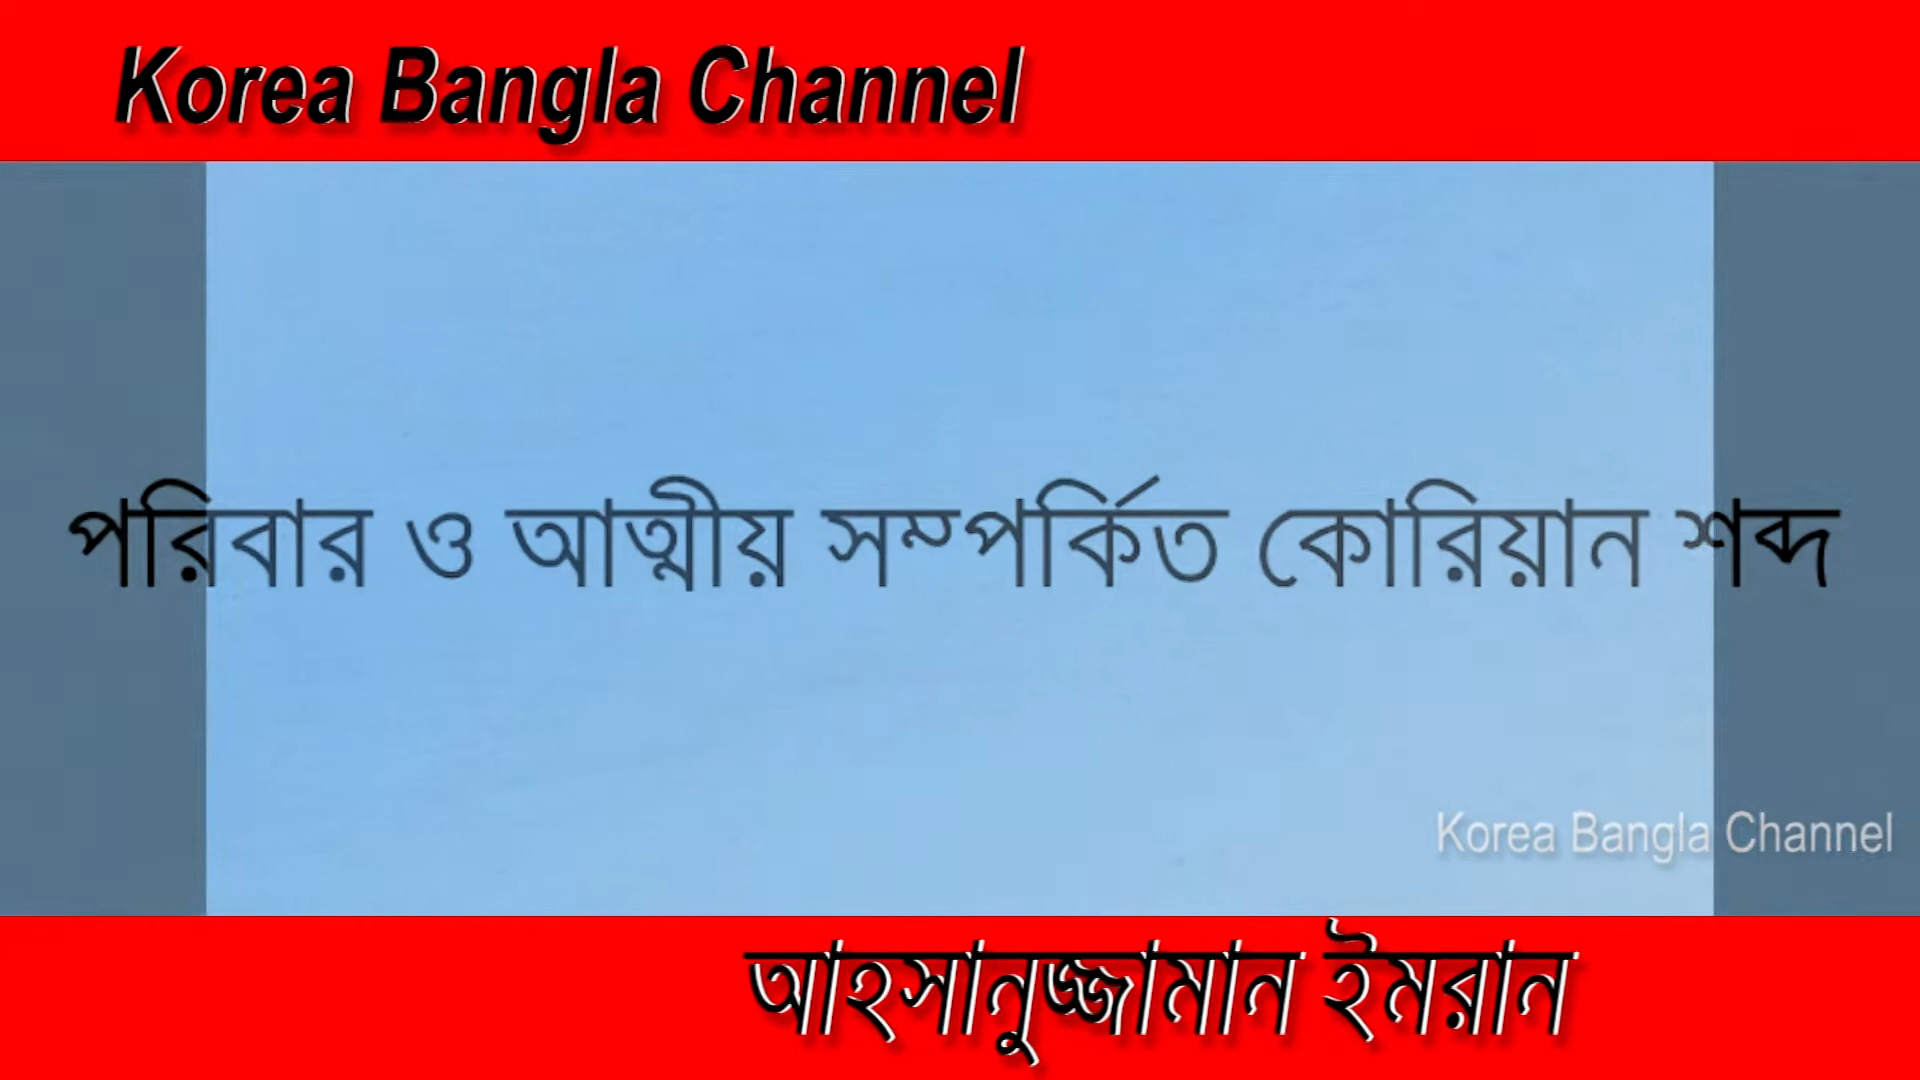 Korea Bangla Channel
পরিবার ও আত্মীয় সম্পর্কিত কোরিয়ান শব্দ
Korea Bangla Channel
আহসানুজ্জামান ইমরান